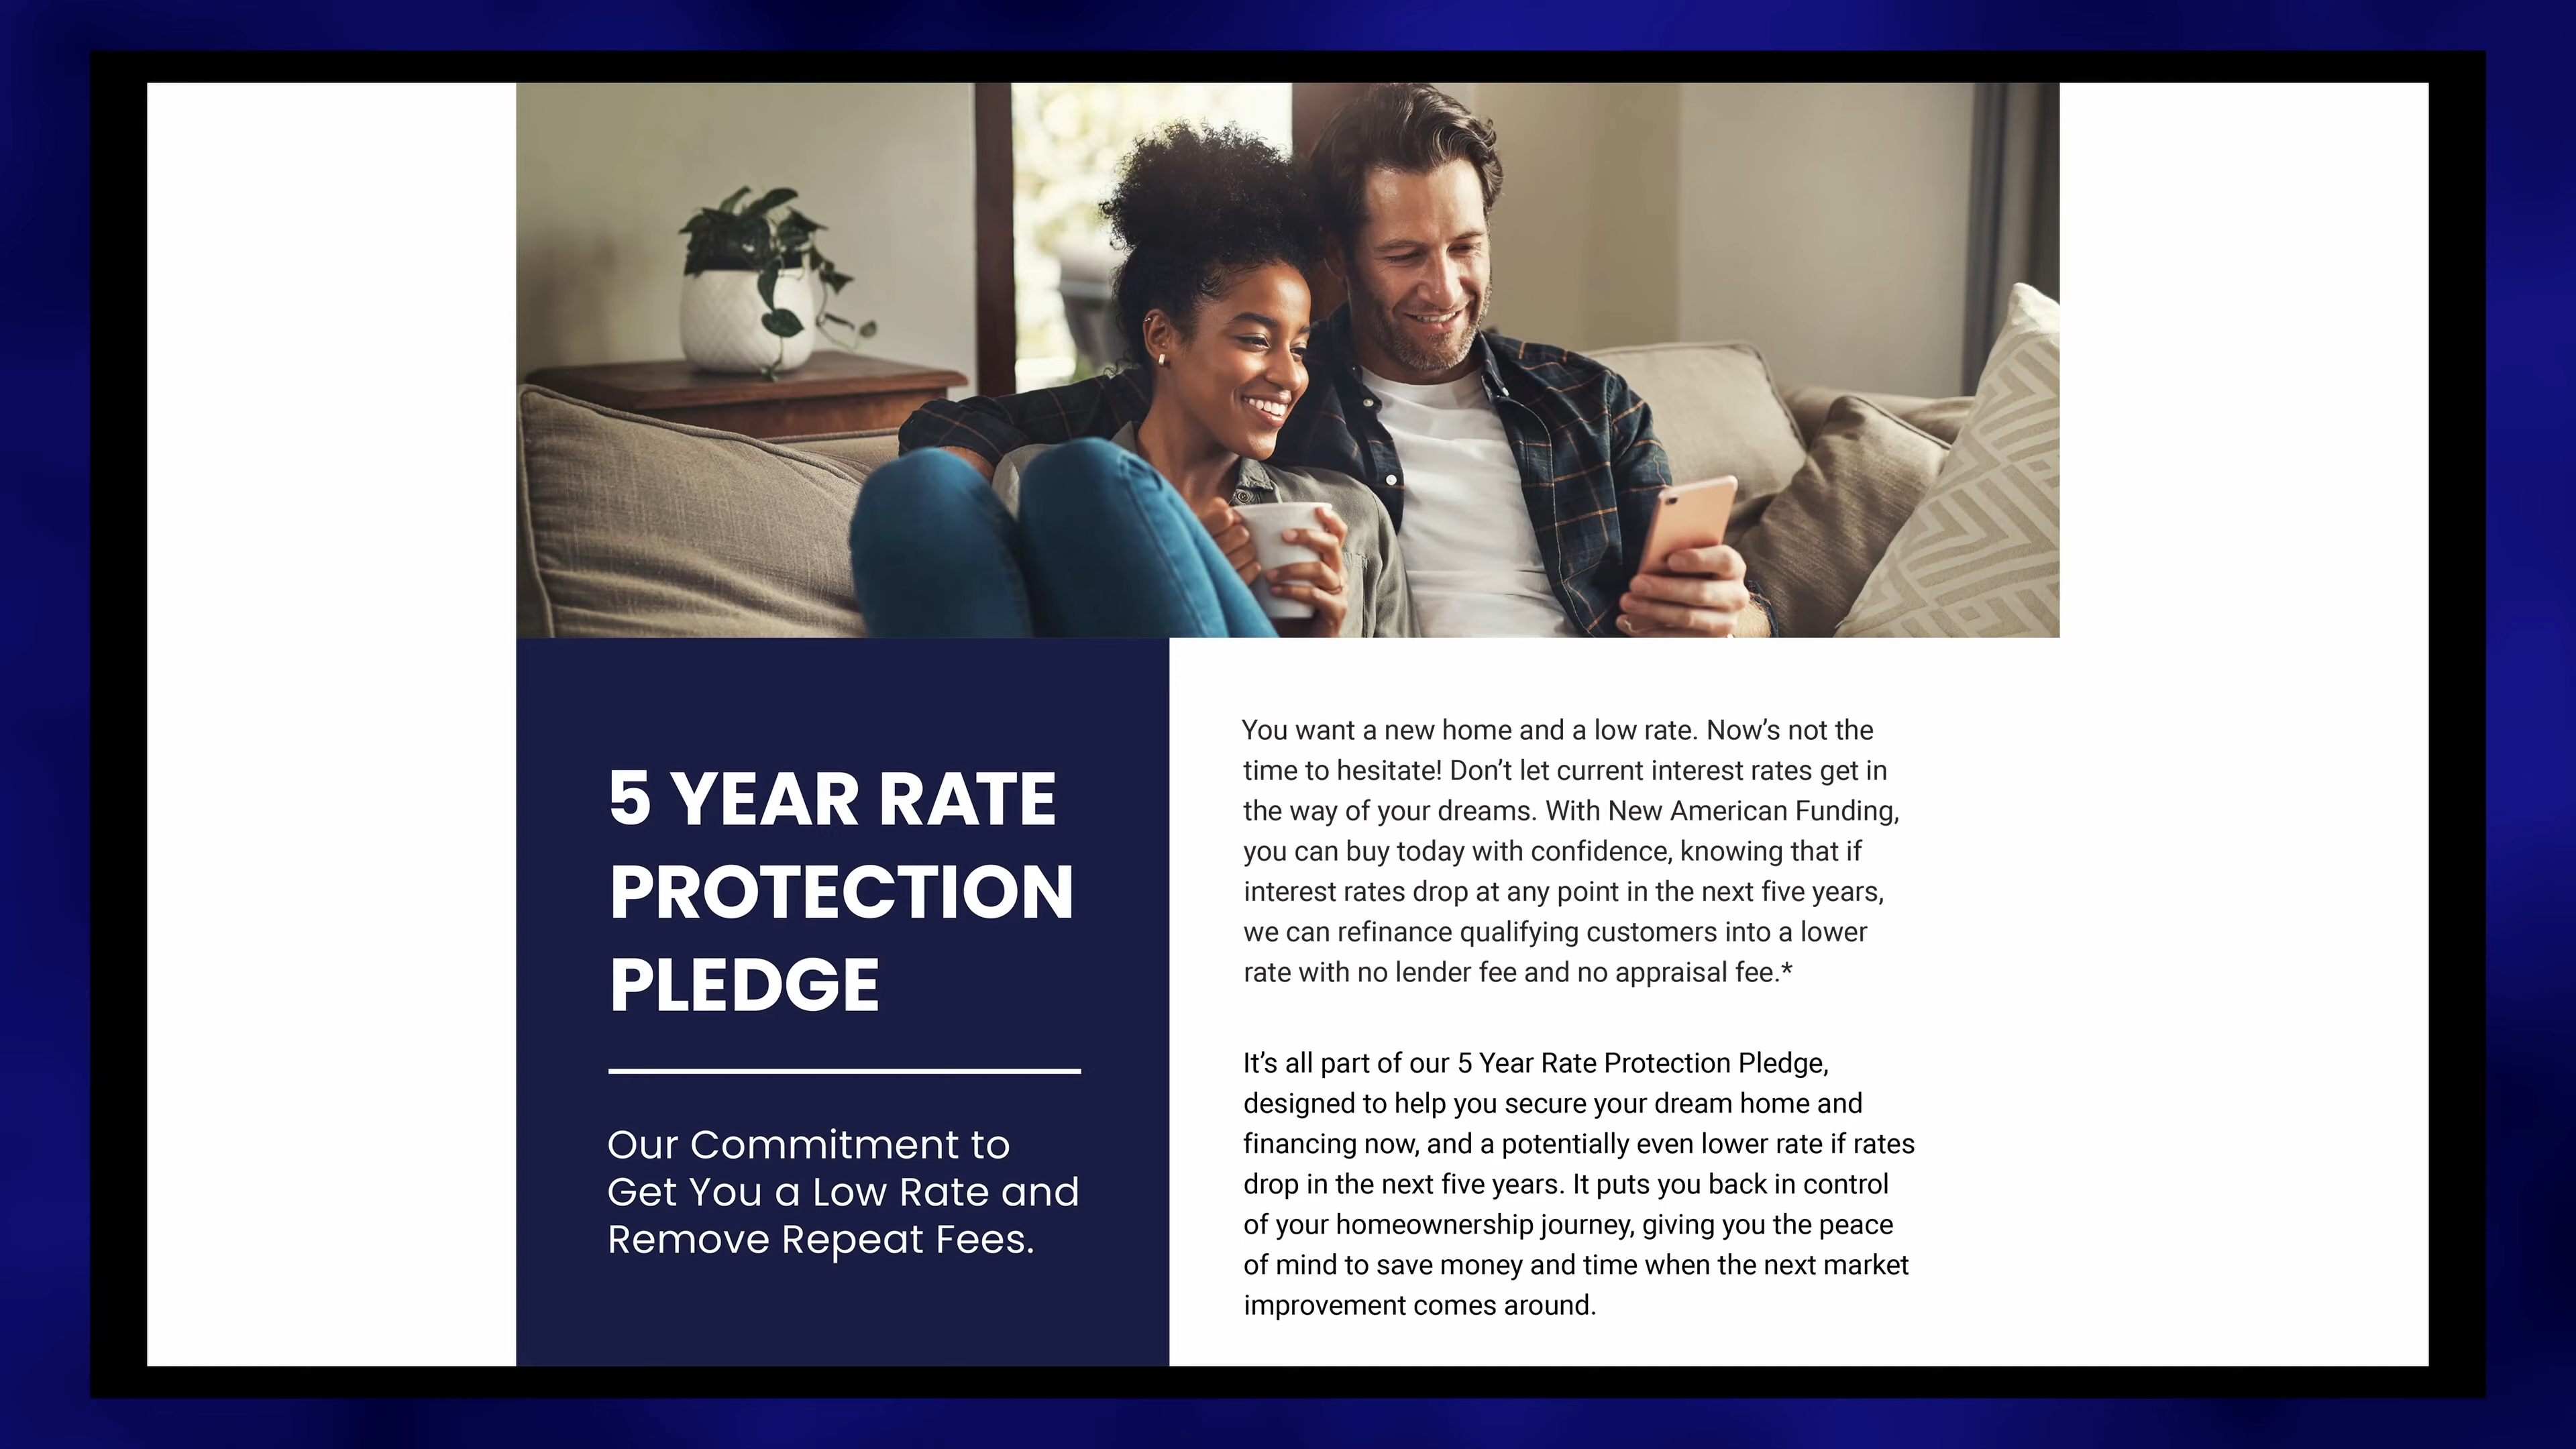 5 YEAR RATE
PROTECTION
PLEDGE
Our Commitment to
Get You a Low Rate and
Remove Repeat Fees.
You want a new home and a low rate. Now’s not the
time to hesitate! Don’t let current interest rates get in
the way of your dreams. With New American Funding,
you can buy today with confidence, knowing that if
interest rates drop at any point in the next five years,
we can refinance qualifying customers into a lower
rate with no lender fee and no appraisal fee.*
It’s all part of our 5 Year Rate Protection Pledge,
designed to help you secure your dream home and
financing now, and a potentially even lower rate if rates
drop in the next five years. It puts you back in control
of your homeownership journey, giving you the peace
of mind to save money and time when the next market
improvement comes around.